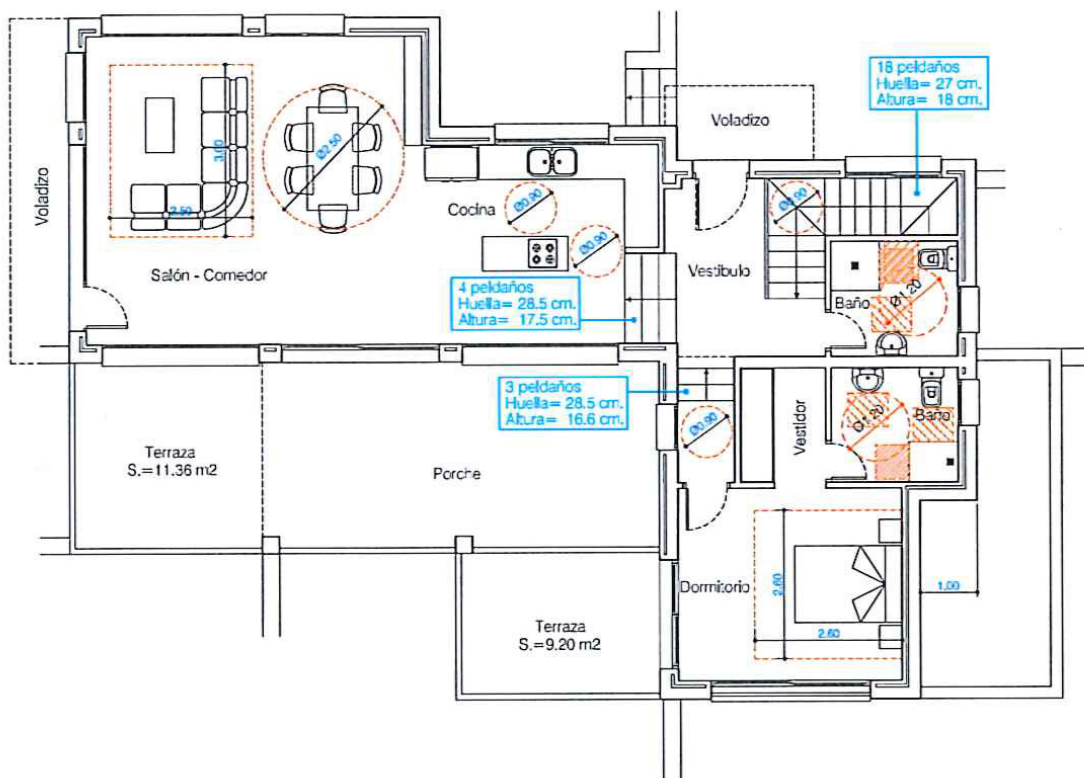 18 peldaños
Huella= 27 cm.
Altura= 18 cm.
Voladizo
Voladizo
3.00
2.50
Ø2.50
Cocina
Ø0.90
Ø0.90
Ø0.90
Salón - Comedor
Vestibulo
Baño
Ø1.20
4 peldaños
Huella= 28.5 cm.
Altura= 17.5 cm.
3 peldaños
Huella= 28.5 cm.
Altura= 16.6 cm.
Ø0.90
Vestidor
Ø1.20
Baño
Terraza
S.=11.36 m2
Porche
Dormitorio
2.60
2.60
1.00
Terraza
S.=9.20 m2